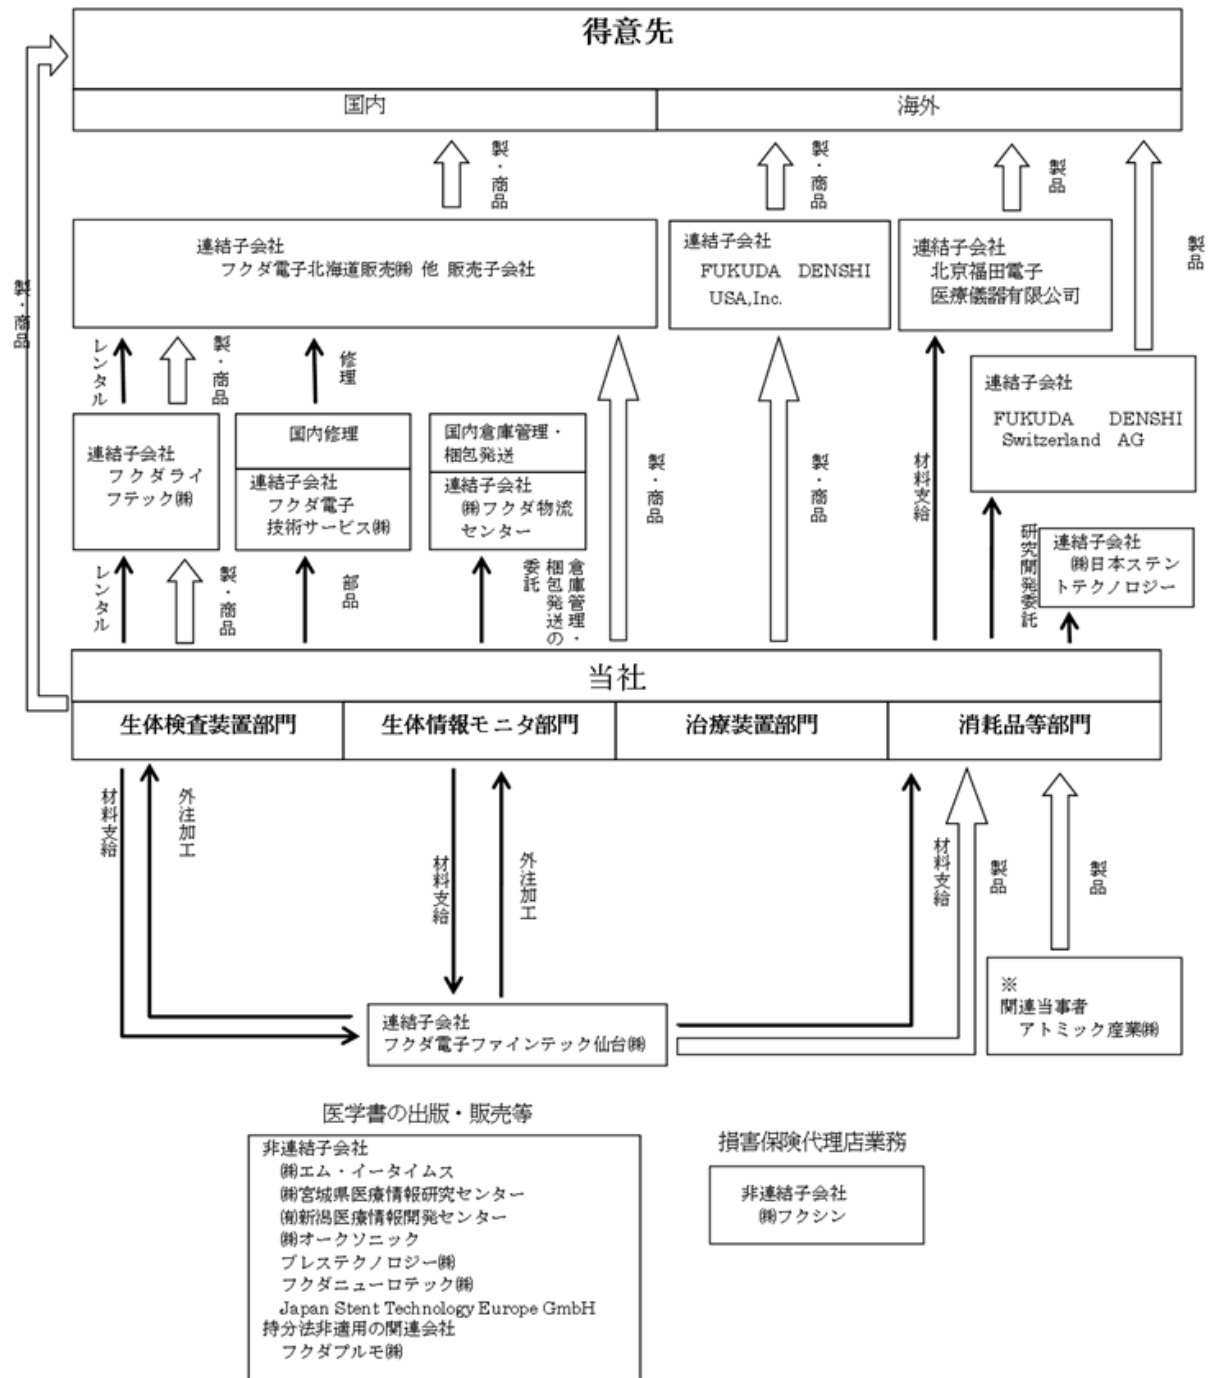 得意先
国内
海外
製・商品
製・商品
製品
製品
製・商品
連結子会社
フクダ電子北海道販売㈱ 他 販売子会社
連結子会社
FUKUDA DENSHI
USA,Inc.
連結子会社
北京福田電子
医療儀器有限公司
レンタル
製・商品
修理
連結子会社
FUKUDA DENSHI
Switzerland AG
連結子会社
フクダライ
フテック㈱
国内修理
連結子会社
フクダ電子
技術サービス㈱
国内倉庫管理・
梱包発送
連結子会社
㈱フクダ物流
センター
製・商品
製・商品
材料支給
研究開発委託
連結子会社
㈱日本ステン
トテクノロジー
レンタル
製・商品
部品
倉庫管理・
梱包発送の
委託
当社
生体検査装置部門
生体情報モニタ部門
治療装置部門
消耗品等部門
材料支給
外注加工
材料支給
外注加工
材料支給
製品
製品
連結子会社
フクダ電子ファインテック仙台㈱
※
関連当事者
アトミック産業㈱
医学書の出版・販売等
非連結子会社
㈱エム・イータイムス
㈱宮城県医療情報研究センター
㈲新潟医療情報開発センター
㈱オークソニック
ブレステクノロジー㈱
フクダニューロテック㈱
Japan Stent Technology Europe GmbH
持分法非適用の関連会社
フクダプルモ㈱
損害保険代理店業務
非連結子会社
㈱フクシン